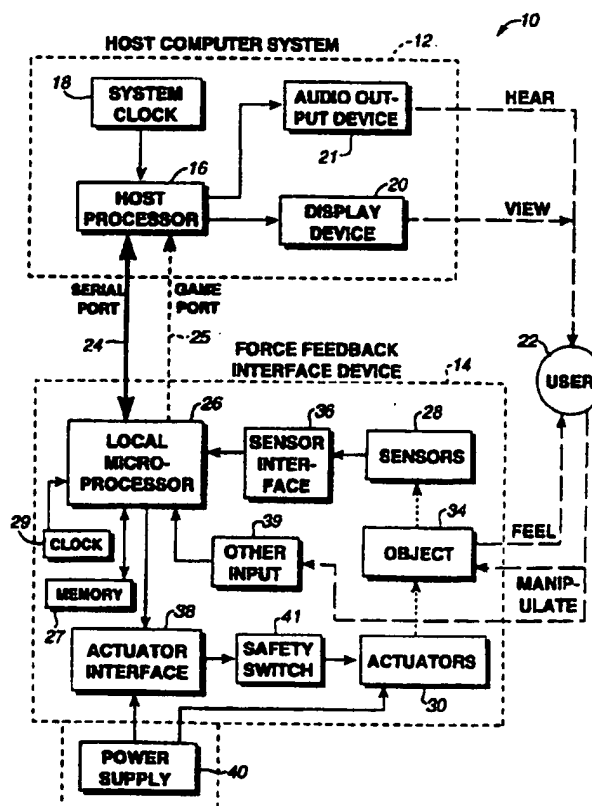 10
HOST COMPUTER SYSTEM
12
18
SYSTEM
CLOCK
AUDIO OUT-
PUT DEVICE
21
HEAR
16
HOST
PROCESSOR
20
DISPLAY
DEVICE
VIEW
SERIAL
PORT
GAME
PORT
24
25
FORCE FEEDBACK
INTERFACE DEVICE
14
22
USER
26
LOCAL
MICRO-
PROCESSOR
36
SENSOR
INTER-
FACE
28
SENSORS
29
CLOCK
39
OTHER
INPUT
34
OBJECT
FEEL
MANIP-
ULATE
MEMORY
27
38
ACTUATOR
INTERFACE
41
SAFETY
SWITCH
ACTUATORS
30
POWER
SUPPLY
40